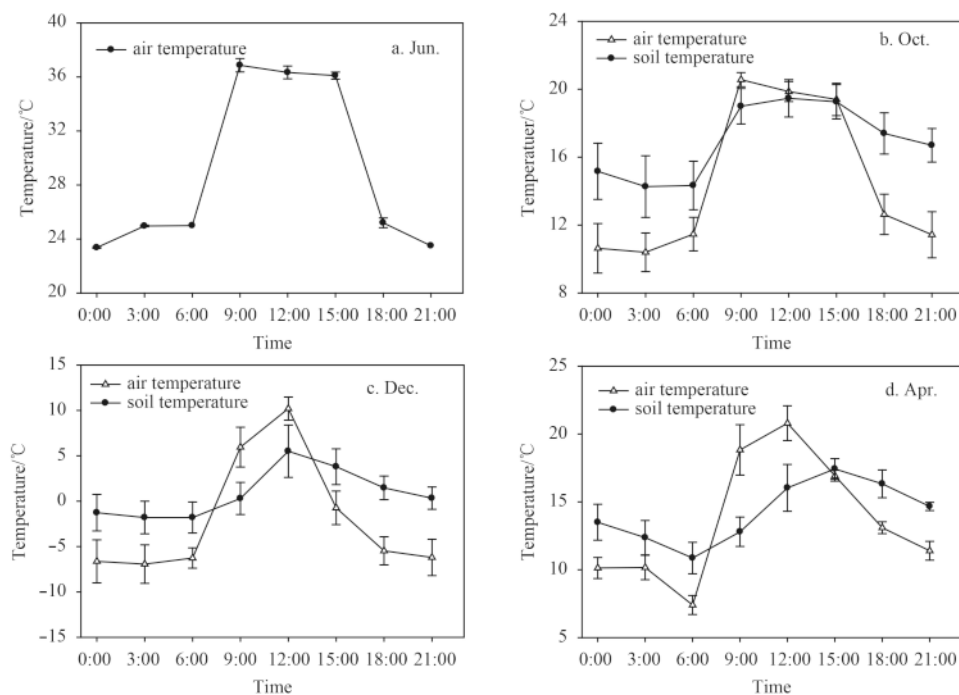 40
36
32
28
24
20
Temperature/℃
air temperature
a. Jun.
0:00 3:00 6:00 9:00 12:00 15:00 18:00 21:00
Time
24
20
16
12
8
Temperatuer/℃
air temperature
soil temperature
b. Oct.
0:00 3:00 6:00 9:00 12:00 15:00 18:00 21:00
Time
15
10
5
0
−5
−10
−15
Temperature/℃
air temperature
soil temperature
c. Dec.
0:00 3:00 6:00 9:00 12:00 15:00 18:00 21:00
Time
25
20
15
10
5
Temperature/℃
air temperature
soil temperature
d. Apr.
0:00 3:00 6:00 9:00 12:00 15:00 18:00 21:00
Time